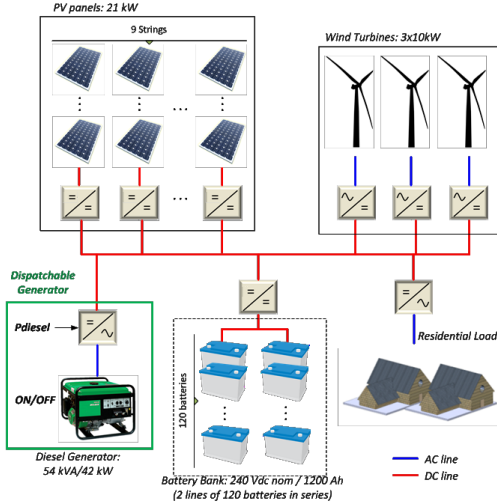 PV panels: 21 kW
9 Strings
...
...
Wind Turbines: 3x10kW
Dispatchable
Generator
Pdiesel
ON/OFF
Diesel Generator:
54 kVA/42 kW
120 batteries
Battery Bank: 240 Vdc nom / 1200 Ah
(2 lines of 120 batteries in series)
Residential Load
AC line
DC line